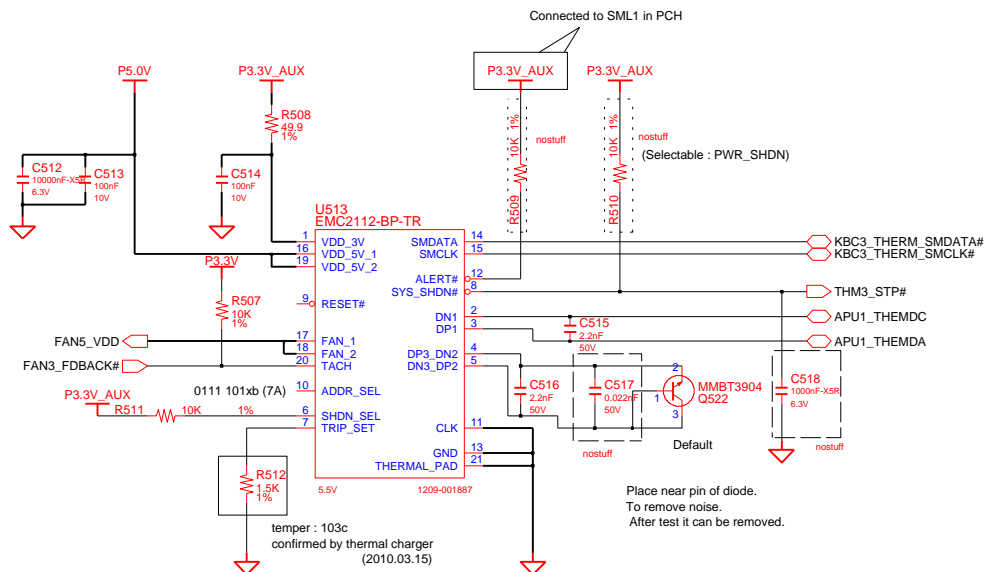 Connected to SML1 in PCH
P5.0V
P3.3V_AUX
P3.3V_AUX
P3.3V_AUX
R508
49.9
1%
10K 1%
nostuff
R509
10K 1%
nostuff
(Selectable : PWR_SHDN)
R510
C512
10000nF-X5R
6.3V
C513
100nF
10V
C514
100nF
10V
U513
EMC2112-BP-TR
1 VDD_3V
16 VDD_5V_1
19 VDD_5V_2
9 RESET#
17 FAN_1
18 FAN_2
20 TACH
10 ADDR_SEL
6 SHDN_SEL
7 TRIP_SET
SMDATA 14
SMCLK 15
ALERT# 12
SYS_SHDN# 8
DN1 2
DP1 3
DP3_DN2 4
DN3_DP2 5
CLK 11
GND 13
THERMAL_PAD 21
5.5V
1209-001887
P3.3V
R507
10K
1%
FAN5_VDD
FAN3_FDBACK#
0111 101xb (7A)
P3.3V_AUX
R511
10K
1%
R512
1.5K
1%
temper : 103c
confirmed by thermal charger
(2010.03.15)
KBC3_THERM_SMDATA#
KBC3_THERM_SMCLK#
THM3_STP#
APU1_THEMDC
APU1_THEMDA
C515
2.2nF
50V
C516
2.2nF
50V
C517
0.022nF
50V
nostuff
2
1
3
MMBT3904
Q522
Default
C518
1000nF-X5R
6.3V
nostuff
Place near pin of diode.
To remove noise.
After test it can be removed.